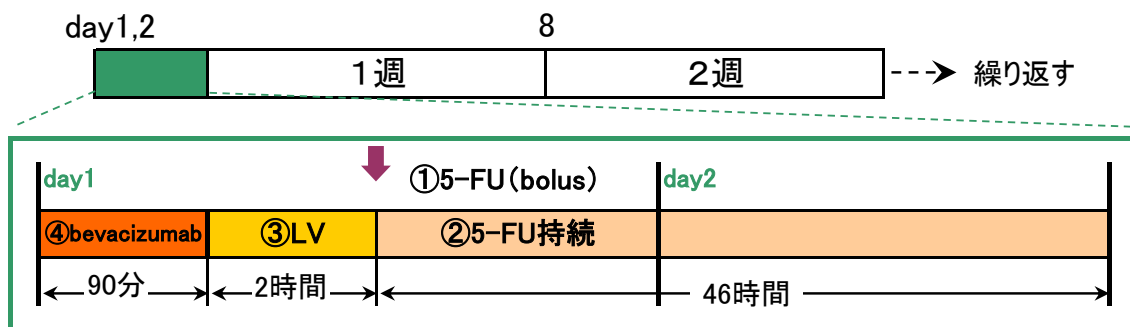 day1,2 8
1週 2週 繰り返す
day1 ①5-FU(bolus) day2
④bevacizumab ③LV ②5-FU持続
90分 2時間 46時間